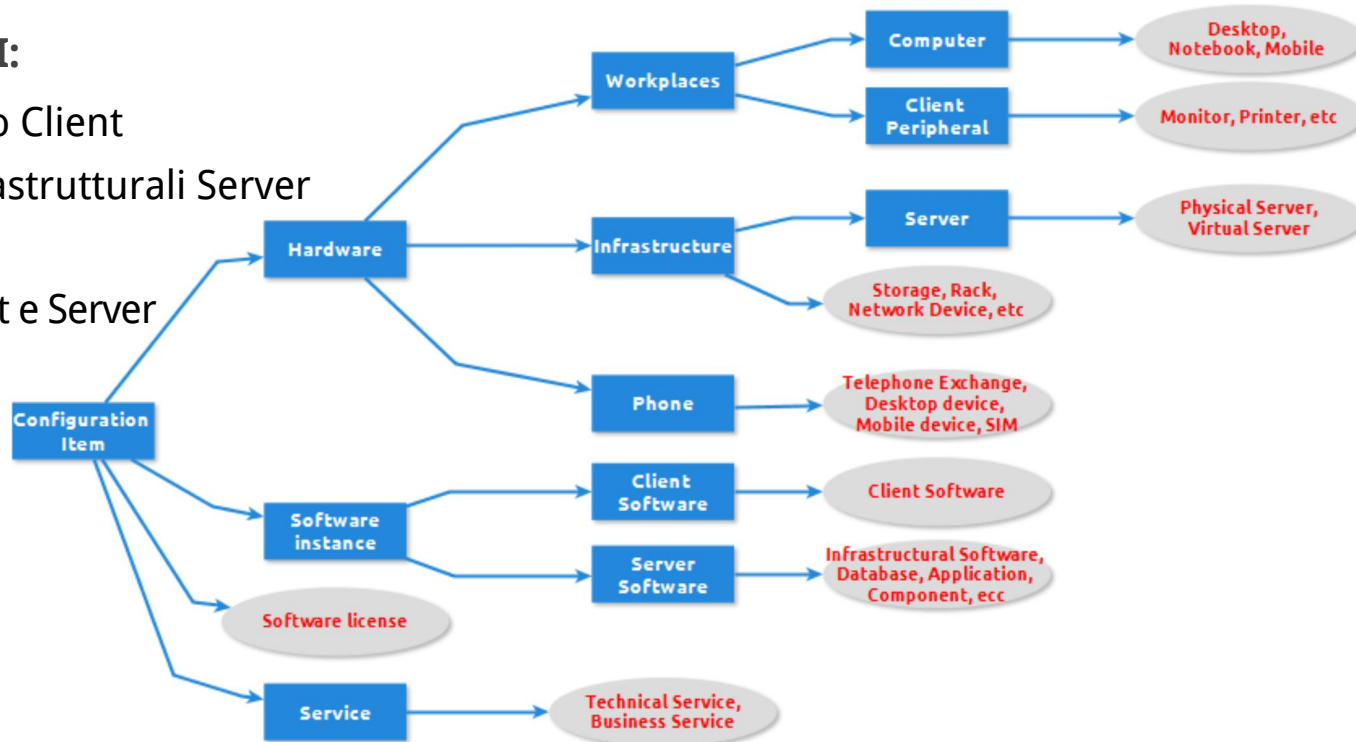 I:
o Client
astrutturali Server
t e Server
Configuration
Item
Hardware
Software
instance
Software license
Service
Workplaces
Infrastructure
Phone
Client
Software
Server
Software
Technical Service,
Business Service
Computer
Client
Peripheral
Server
Storage, Rack,
Network Device, etc
Telephone Exchange,
Desktop device,
Mobile device, SIM
Client Software
Infrastructural Software,
Database, Application,
Component, ecc
Desktop,
Notebook, Mobile
Monitor, Printer, etc
Physical Server,
Virtual Server